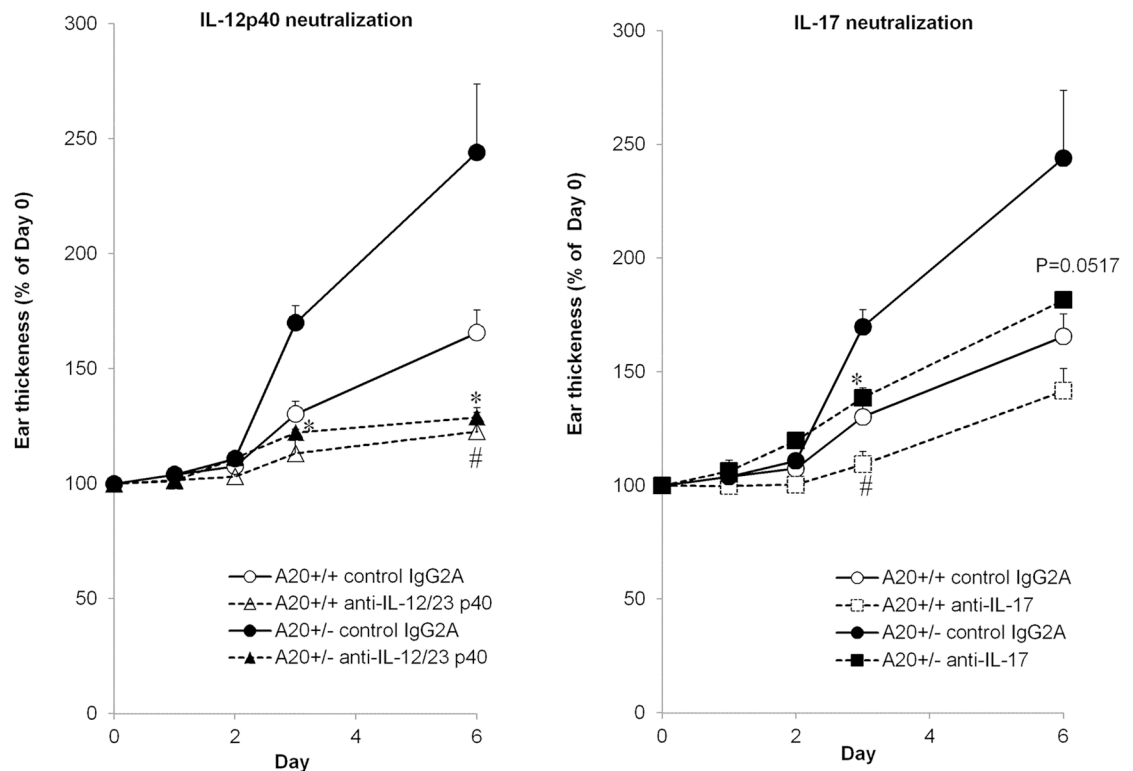 IL-12p40 neutralization
Ear thickeness (% of Day 0)
300
250
200
150
100
50
0
*
*
#
A20+/+ control IgG2A
A20+/+ anti-IL-12/23 p40
A20+/- control IgG2A
A20+/- anti-IL-12/23 p40
0 2 4 6
Day
IL-17 neutralization
Ear thickeness (% of Day 0)
300
250
200
150
100
50
0
P=0.0517
*
#
A20+/+ control IgG2A
A20+/+ anti-IL-17
A20+/- control IgG2A
A20+/- anti-IL-17
0 2 4 6
Day